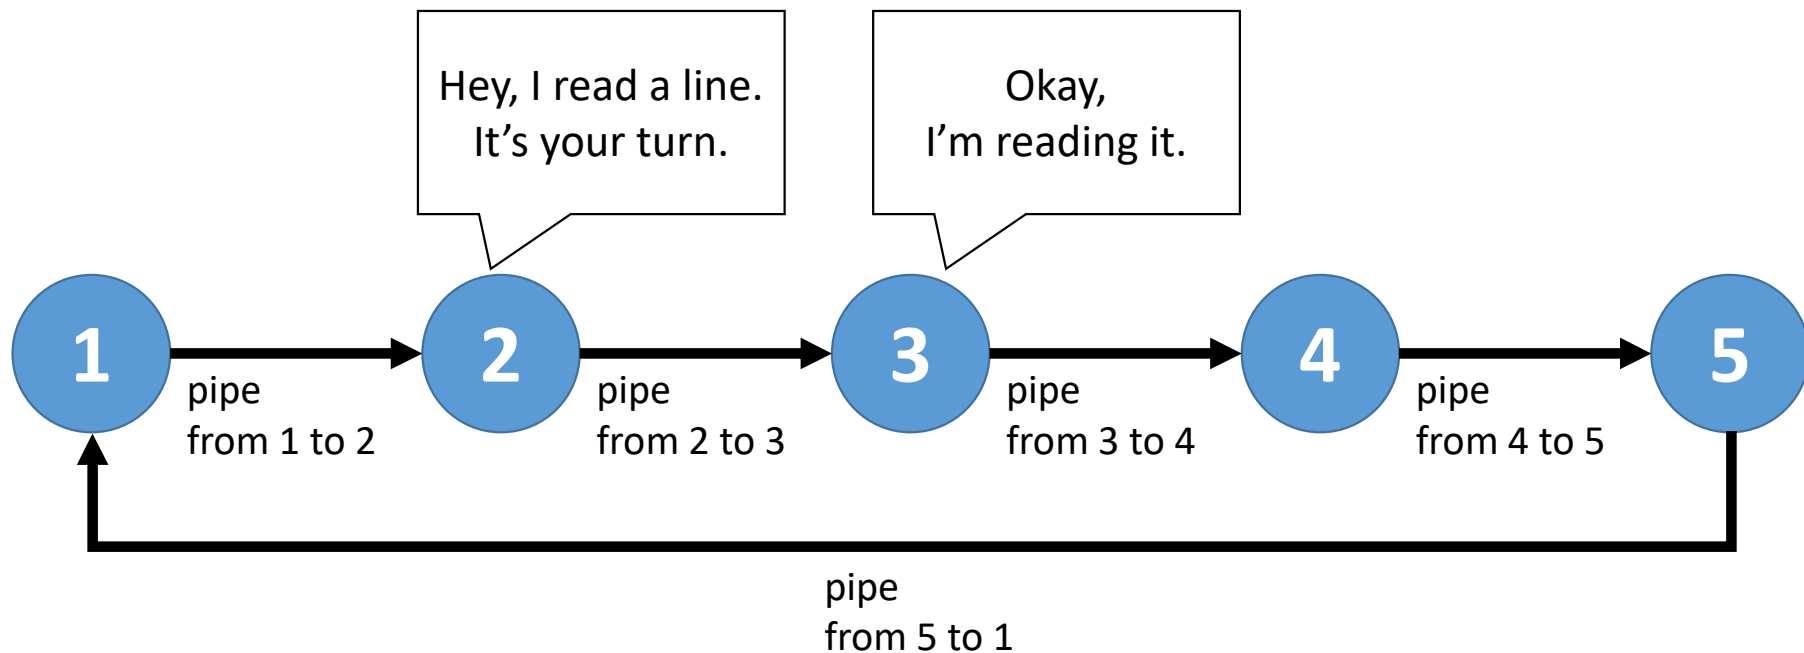 Hey, I read a line.
It’s your turn.
Okay,
I’m reading it.
1
2
3
4
5
pipe
from 1 to 2
pipe
from 2 to 3
pipe
from 3 to 4
pipe
from 4 to 5
pipe
from 5 to 1